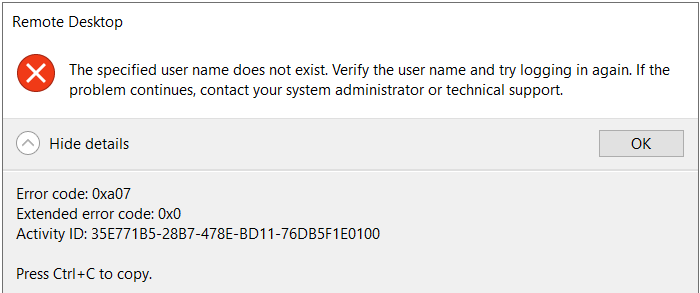 Remote Desktop
The specified user name does not exist. Verify the user name and try logging in again. If the
problem continues, contact your system administrator or technical support.
Hide details
OK
Error code: 0xa07
Extended error code: 0x0
Activity ID: 35E771B5-28B7-478E-BD11-76DB5F1E0100
Press Ctrl+C to copy.